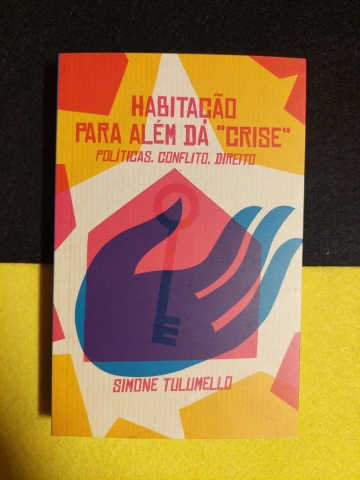 HABITAÇÃO
PARA ALÉM DA "CRISE"
POLÍTICAS. CONFLITO. DIREITO
SIMONE TULUMELLO